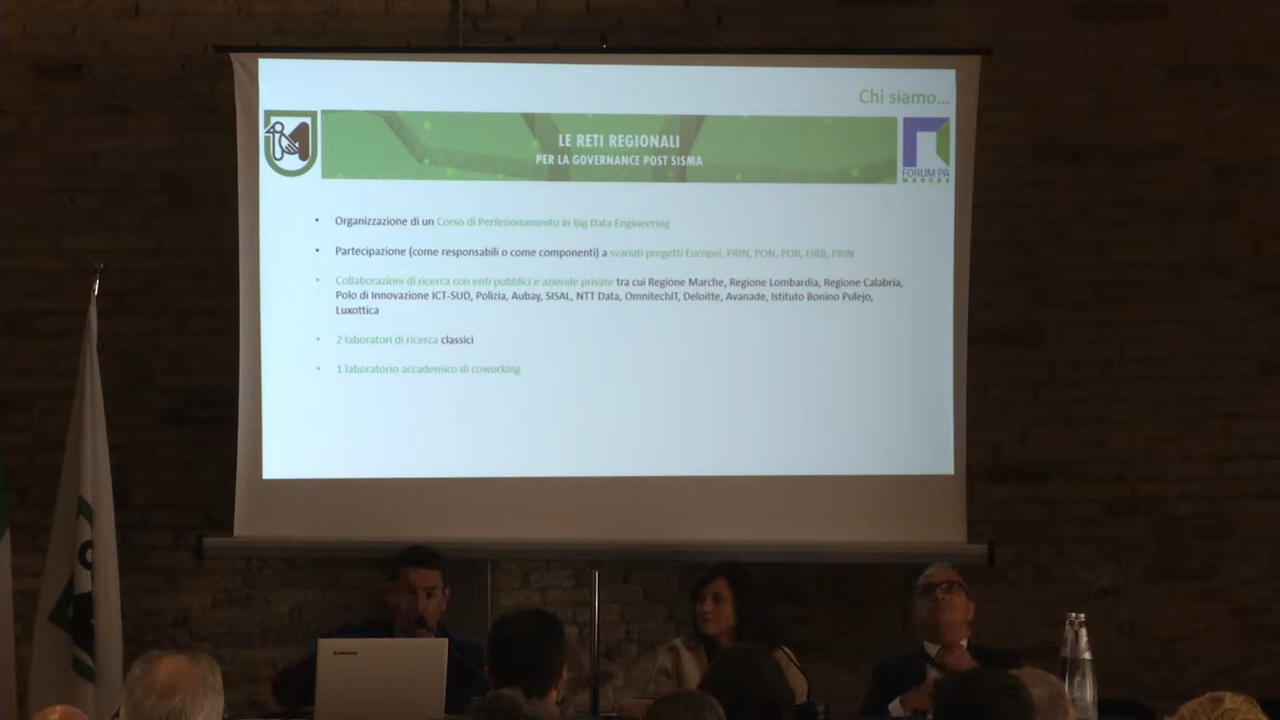 Chi siamo...
LE RETI REGIONALI
PER LA GOVERNANCE POST SISMA
FORUM PA
MARCHE
• Organizzazione di un Corso di Perfezionamento in Big Data Engineering
• Partecipazione (come responsabili o come componenti) a svariati progetti Europei, PRIN, PON, POR, FIRB, PRIN
• Collaborazioni di ricerca con enti pubblici e aziende private tra cui Regione Marche, Regione Lombardia, Regione Calabria,
Polo di Innovazione ICT-SUD, Polizia, Aubay, SISAL, NTT Data, OmnitechIT, Deloitte, Avanade, Istituto Bonino Pulejo,
Luxottica
• 2 laboratori di ricerca classici
• 1 laboratorio accademico di coworking
lenovo